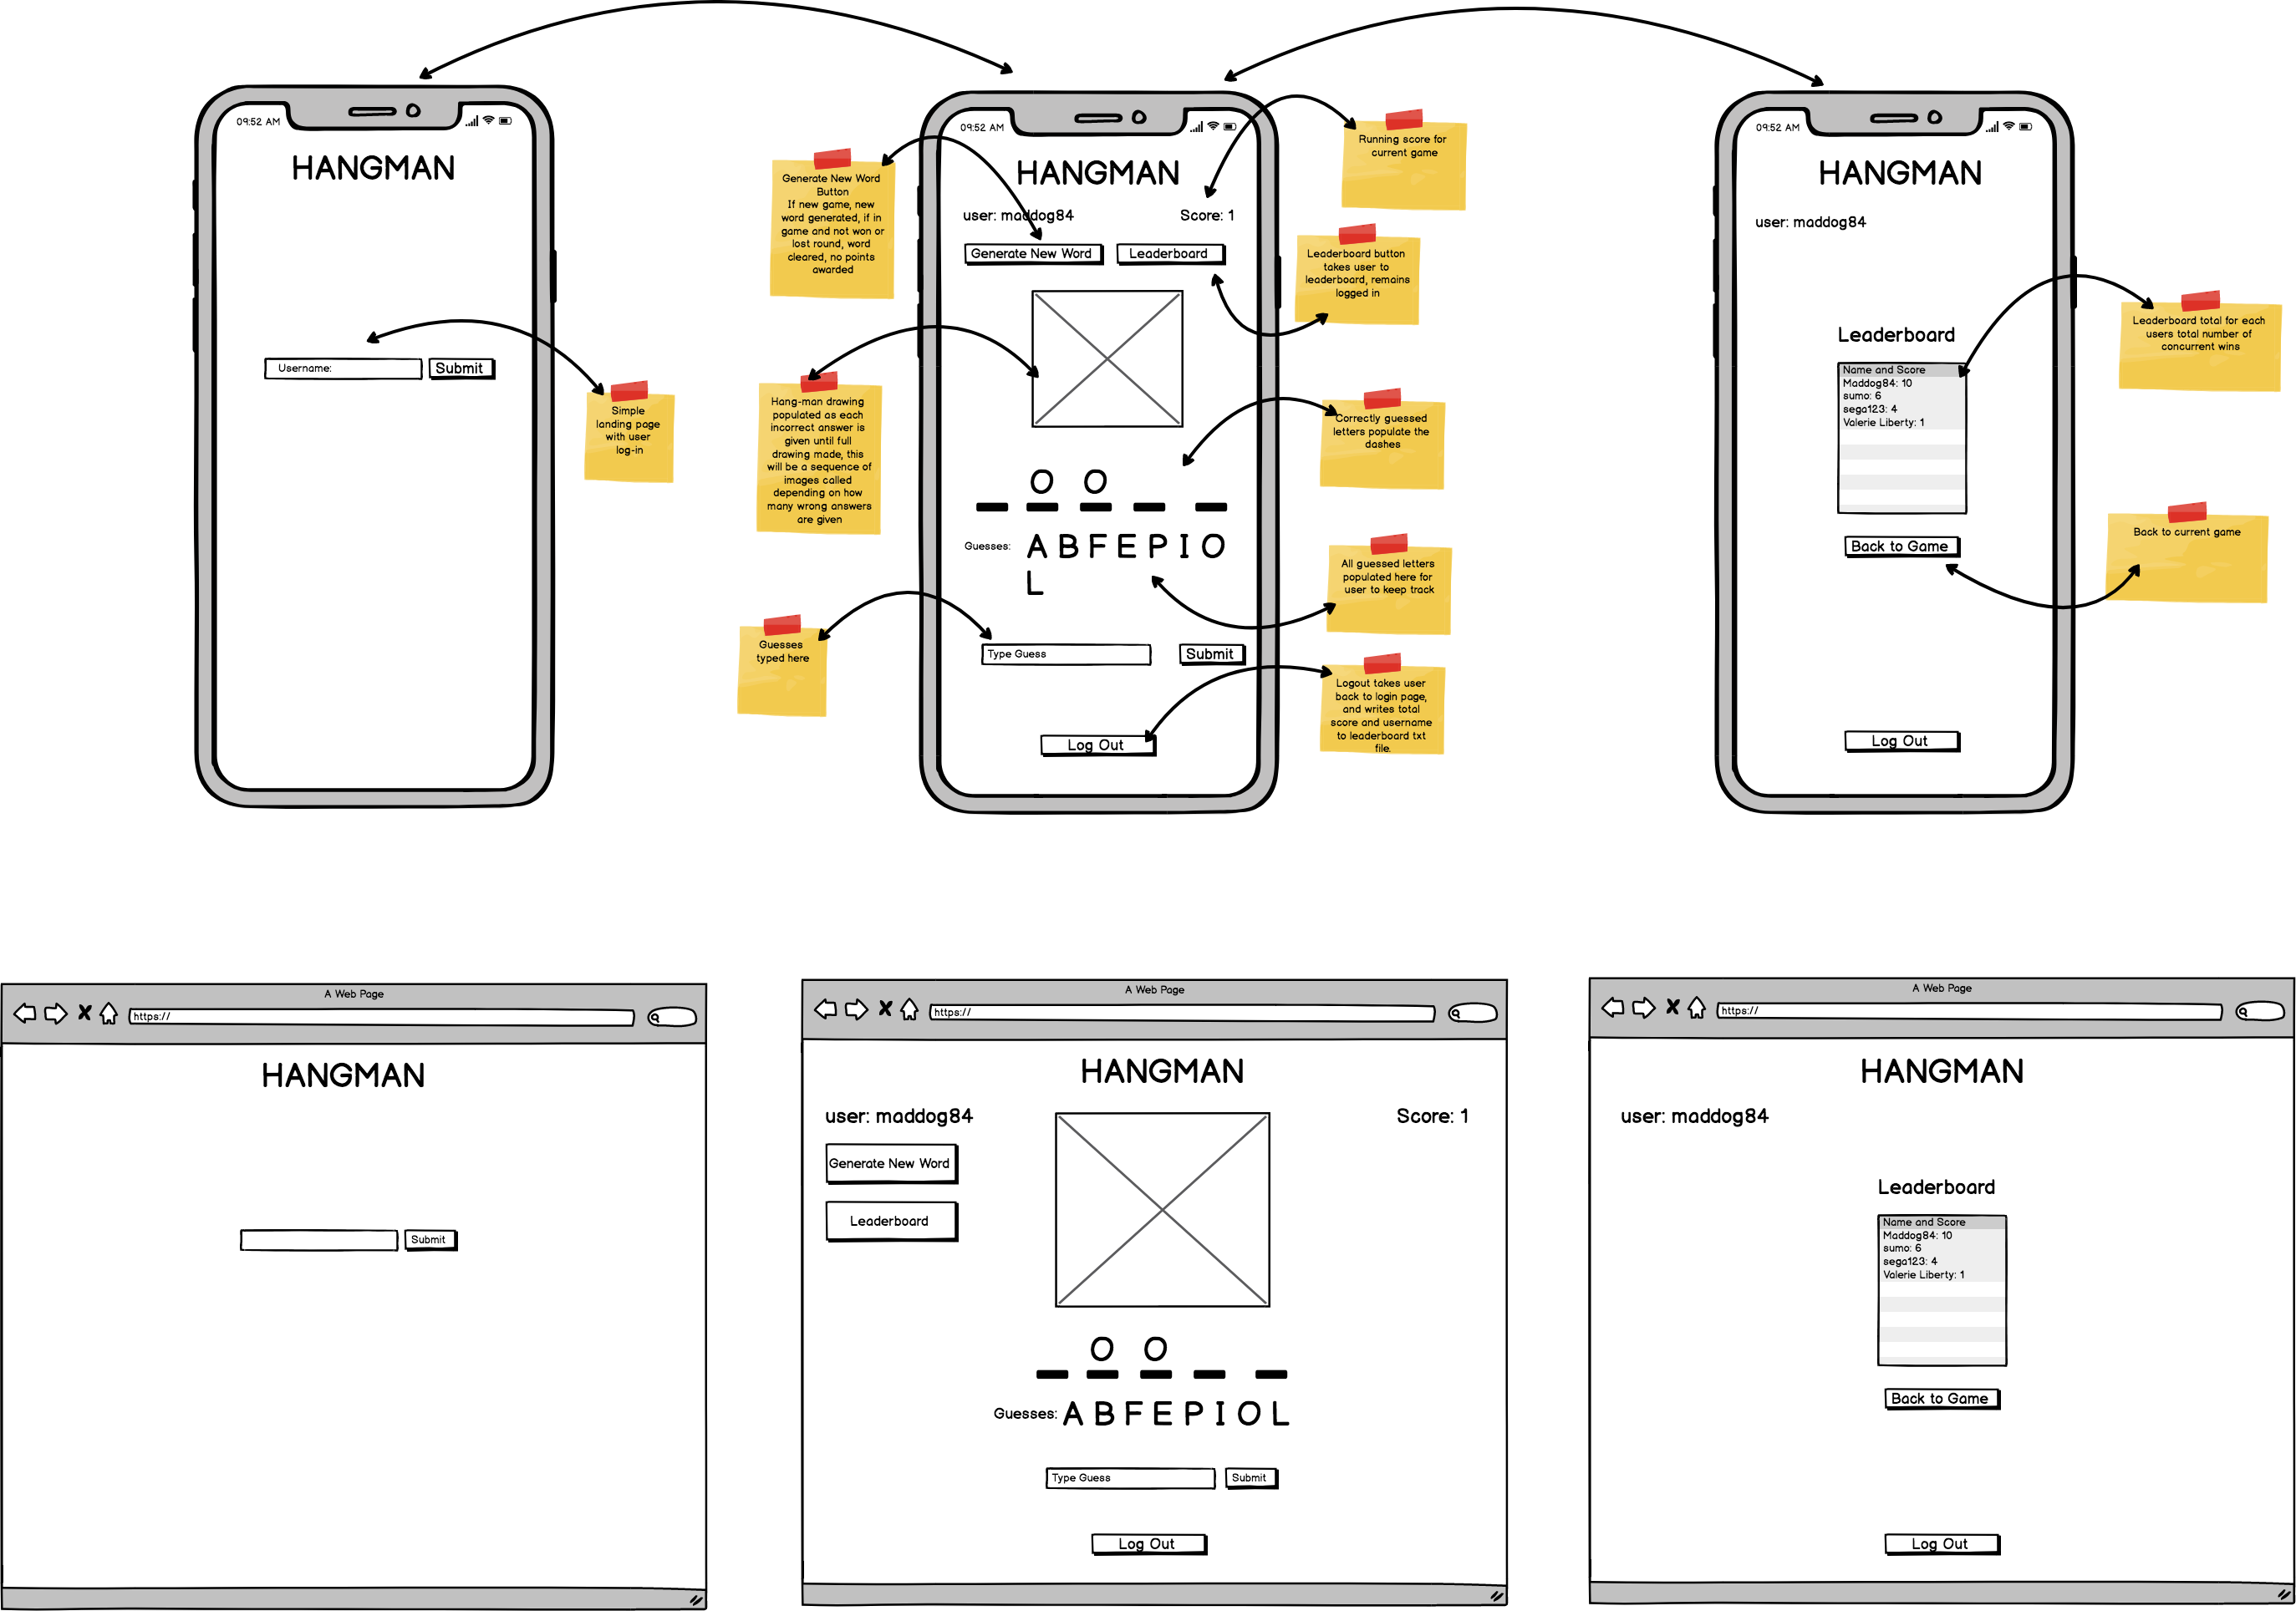 09:52 AM
HANGMAN
Username:
Submit
Simple
landing page
with user
log-in
Generate New Word
Button
If new game, new
word generated, if in
game and not won or
lost round, word
cleared, no points
awarded
Hang-man drawing
populated as each
incorrect answer is
given until full
drawing made, this
will be a sequence of
images called
depending on how
many wrong answers
are given
Guesses
typed here
09:52 AM
HANGMAN
user: maddog84
Score: 1
Generate New Word
Leaderboard
O O
Guesses:
A B F E P I O
L
Type Guess
Submit
Log Out
Running score for
current game
Leaderboard button
takes user to
leaderboard, remains
logged in
Correctly guessed
letters populate the
dashes
All guessed letters
populated here for
user to keep track
Logout takes user
back to login page,
and writes total
score and username
to leaderboard txt
file.
09:52 AM
HANGMAN
user: maddog84
Leaderboard
Name and Score
Maddog84: 10
sumo: 6
sega123: 4
Valerie Liberty: 1
Back to Game
Log Out
Leaderboard total for each
users total number of
concurrent wins
Back to current game
A Web Page
https://
HANGMAN
Submit
A Web Page
https://
HANGMAN
user: maddog84
Score: 1
Generate New Word
Leaderboard
O O
Guesses: A B F E P I O L
Type Guess
Submit
Log Out
A Web Page
https://
HANGMAN
user: maddog84
Leaderboard
Name and Score
Maddog84: 10
sumo: 6
sega123: 4
Valerie Liberty: 1
Back to Game
Log Out